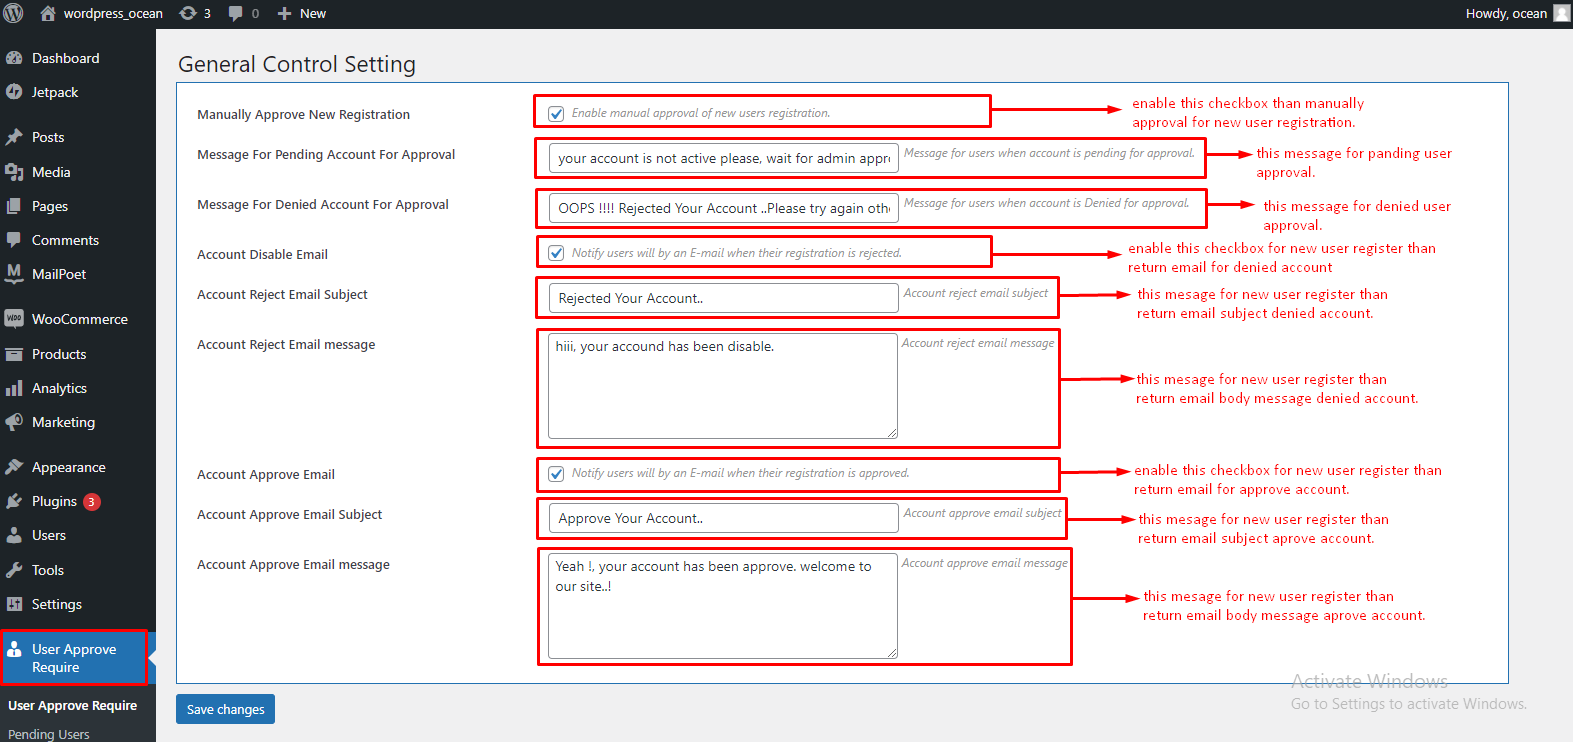 wordpress_ocean 3 0 New Howdy, ocean
Dashboard
Jetpack
Posts
Media
Pages
Comments
MailPoet
WooCommerce
Products
Analytics
Marketing
Appearance
Plugins 3
Users
Tools
Settings
User Approve
Require
User Approve Require
Pending Users
General Control Setting
Manually Approve New Registration
Enable manual approval of new users registration.
enable this checkbox than manually
approval for new user registration.
Message For Pending Account For Approval
your account is not active please, wait for admin appr
Message for users when account is pending for approval.
this message for panding user
approval.
Message For Denied Account For Approval
OOPS !!!! Rejected Your Account ..Please try again oth
Message for users when account is Denied for approval.
this message for denied user
approval.
Account Disable Email
Notify users will by an E-mail when their registration is rejected.
enable this checkbox for new user register than
return email for denied account
Account Reject Email Subject
Rejected Your Account..
Account reject email subject
this mesage for new user register than
return email subject denied account.
Account Reject Email message
hiii, your accound has been disable.
Account reject email message
this mesage for new user register than
return email body message denied account.
Account Approve Email
Notify users will by an E-mail when their registration is approved.
enable this checkbox for new user register than
return email for approve account.
Account Approve Email Subject
Approve Your Account..
Account approve email subject
this mesage for new user register than
return email subject aprove account.
Account Approve Email message
Yeah !, your account has been approve. welcome to
our site..!
Account approve email message
this mesage for new user register than
return email body message aprove account.
Save changes
Activate Windows
Go to Settings to activate Windows.